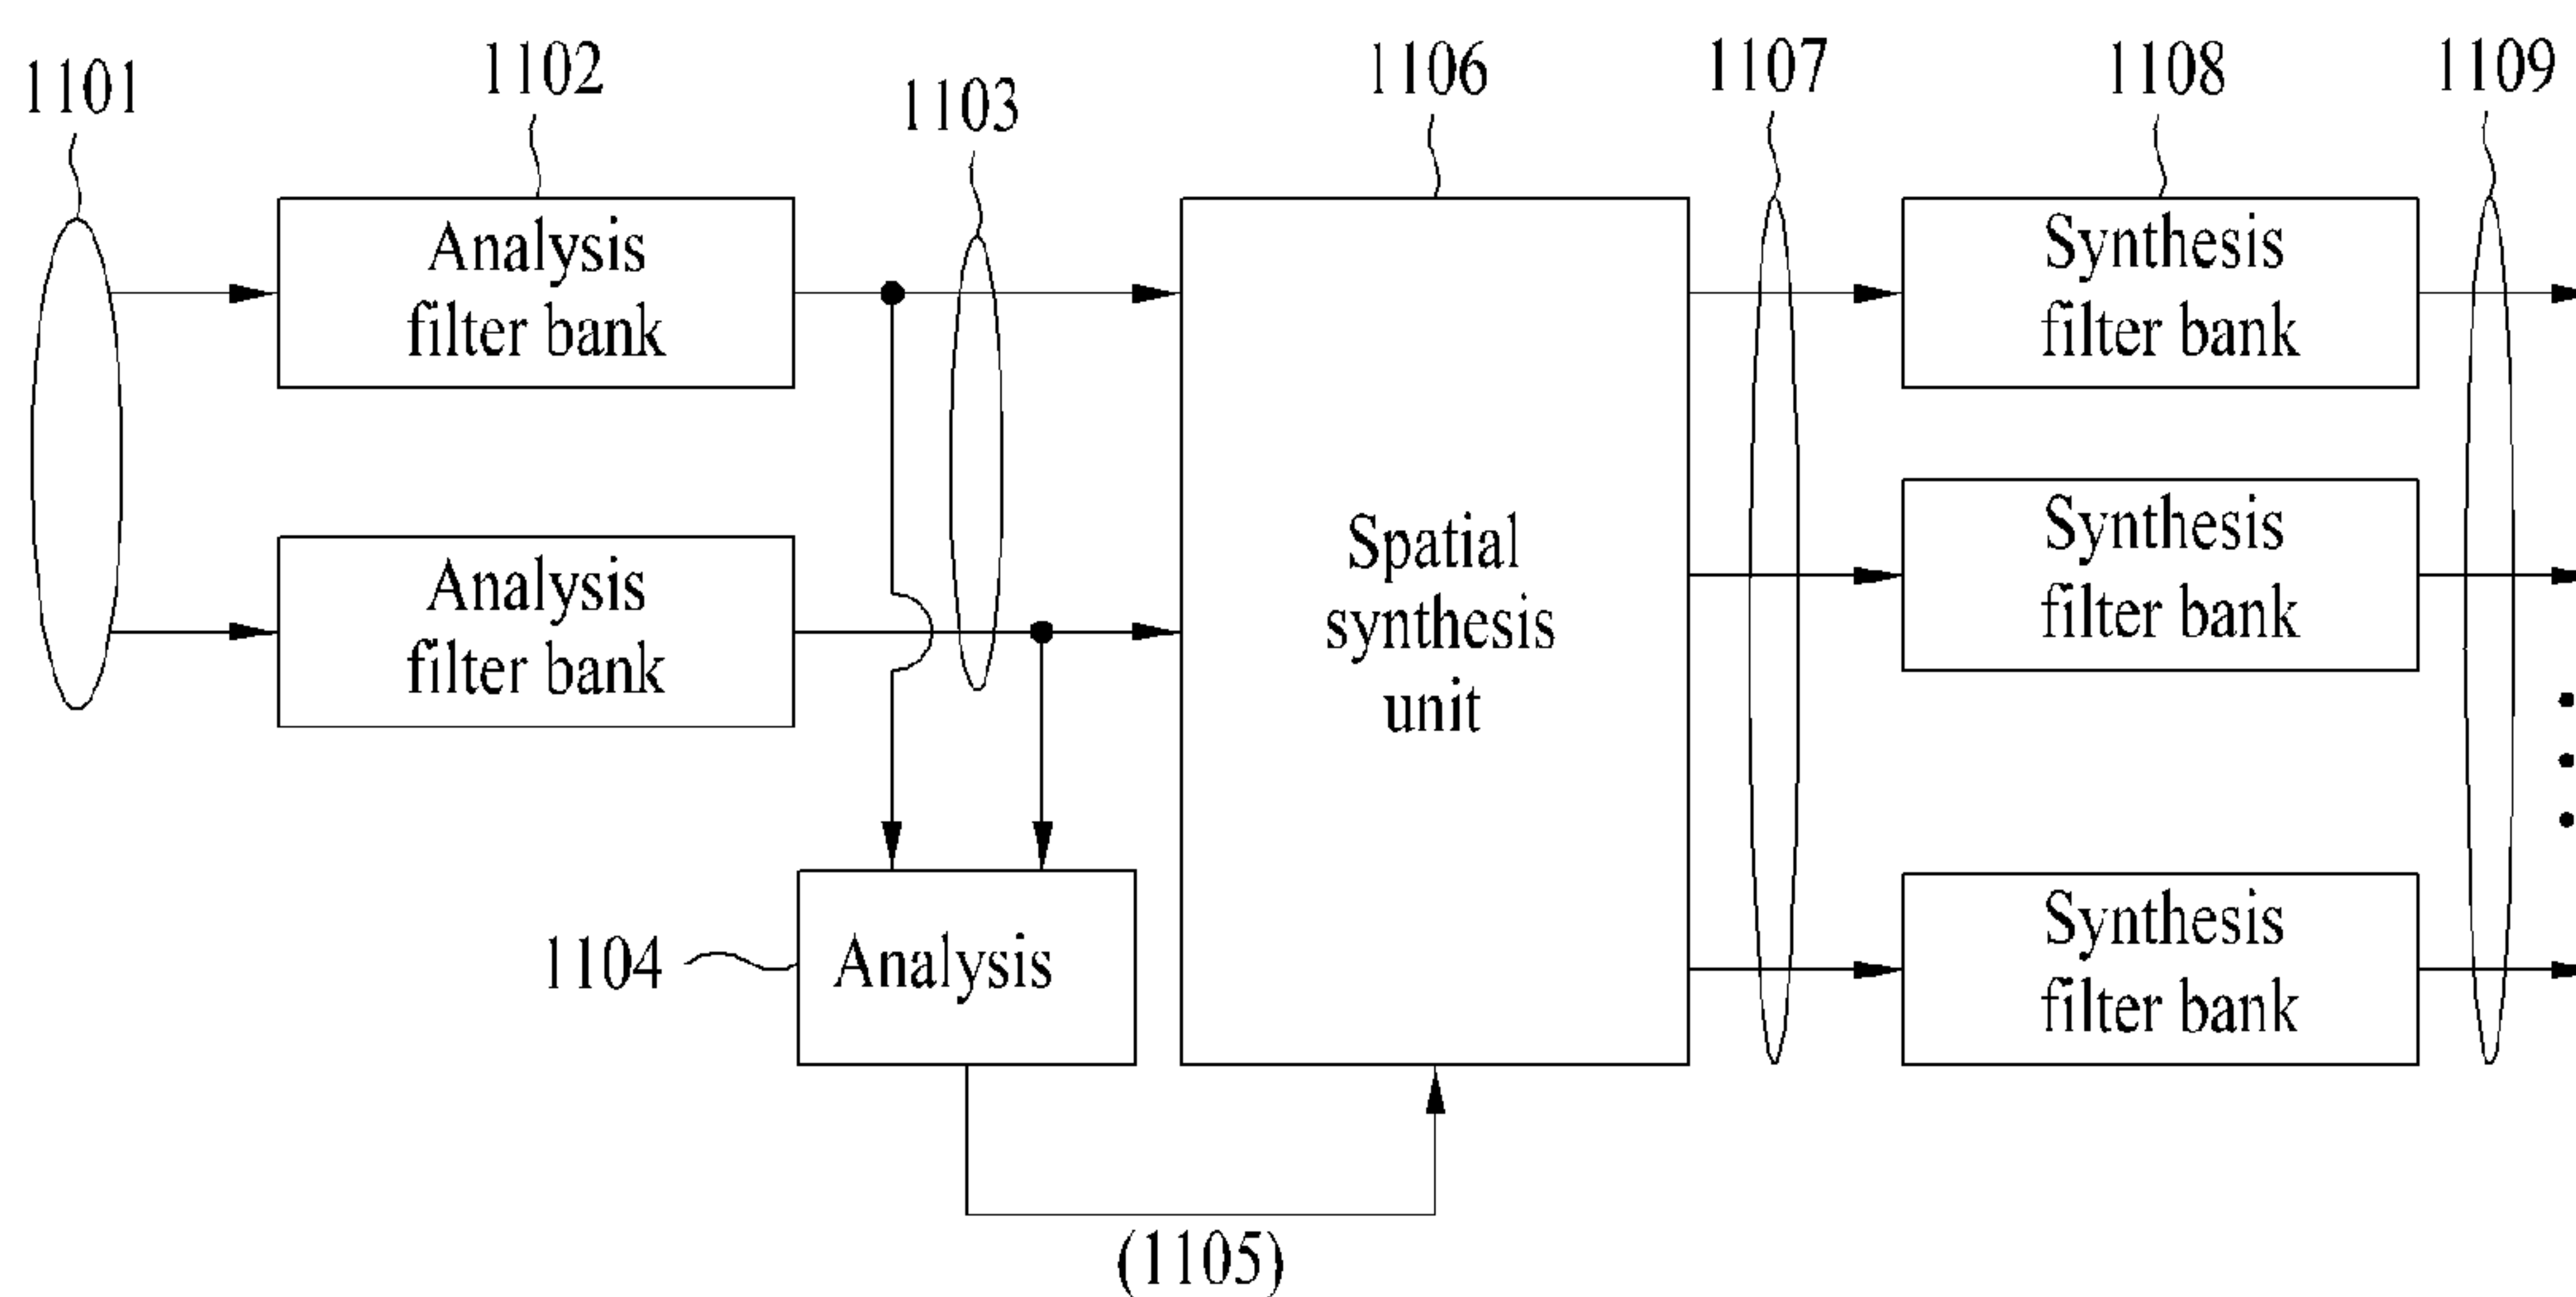 1101
1102
1103
1106
1107
1108
1109
Analysis
filter bank
Analysis
filter bank
Spatial
synthesis
unit
Synthesis
filter bank
Synthesis
filter bank
Synthesis
filter bank
1104
Analysis
(1105)